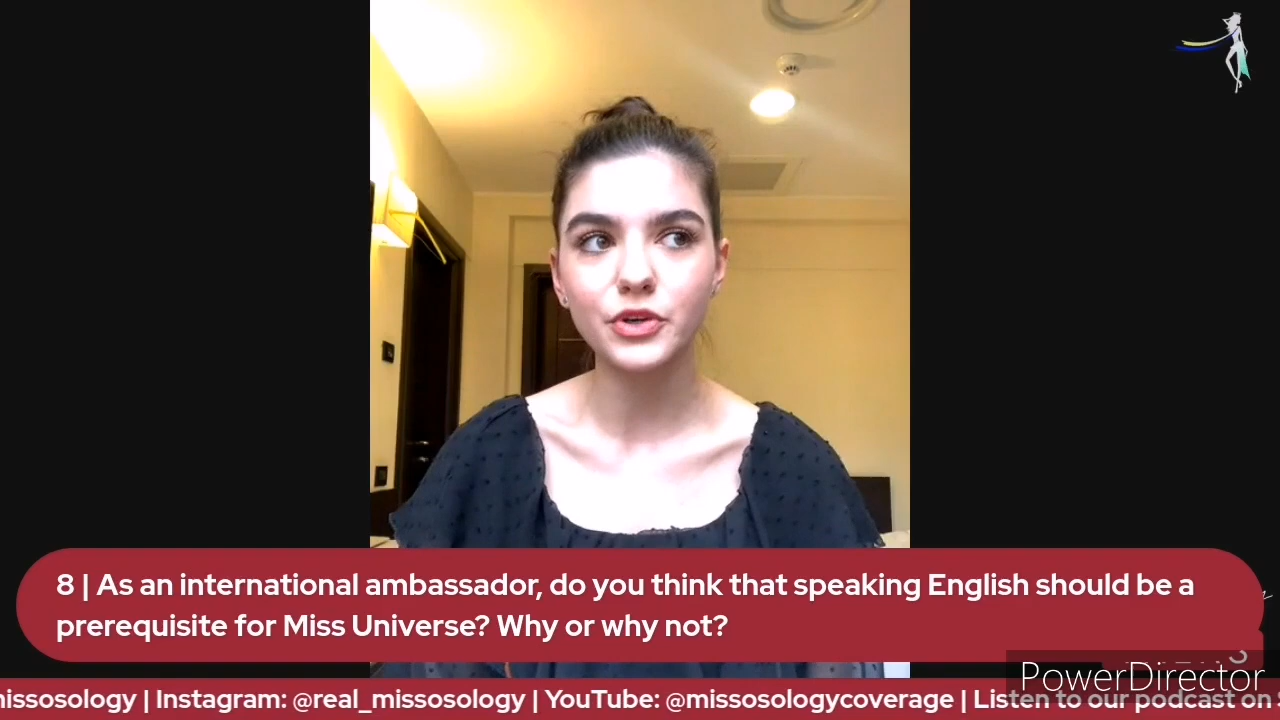 8 | As an international ambassador, do you think that speaking English should be a
prerequisite for Miss Universe? Why or why not?
PowerDirector
missosology | Instagram: @real_missosology | YouTube: @missosologycoverage | Listen to our podcast on